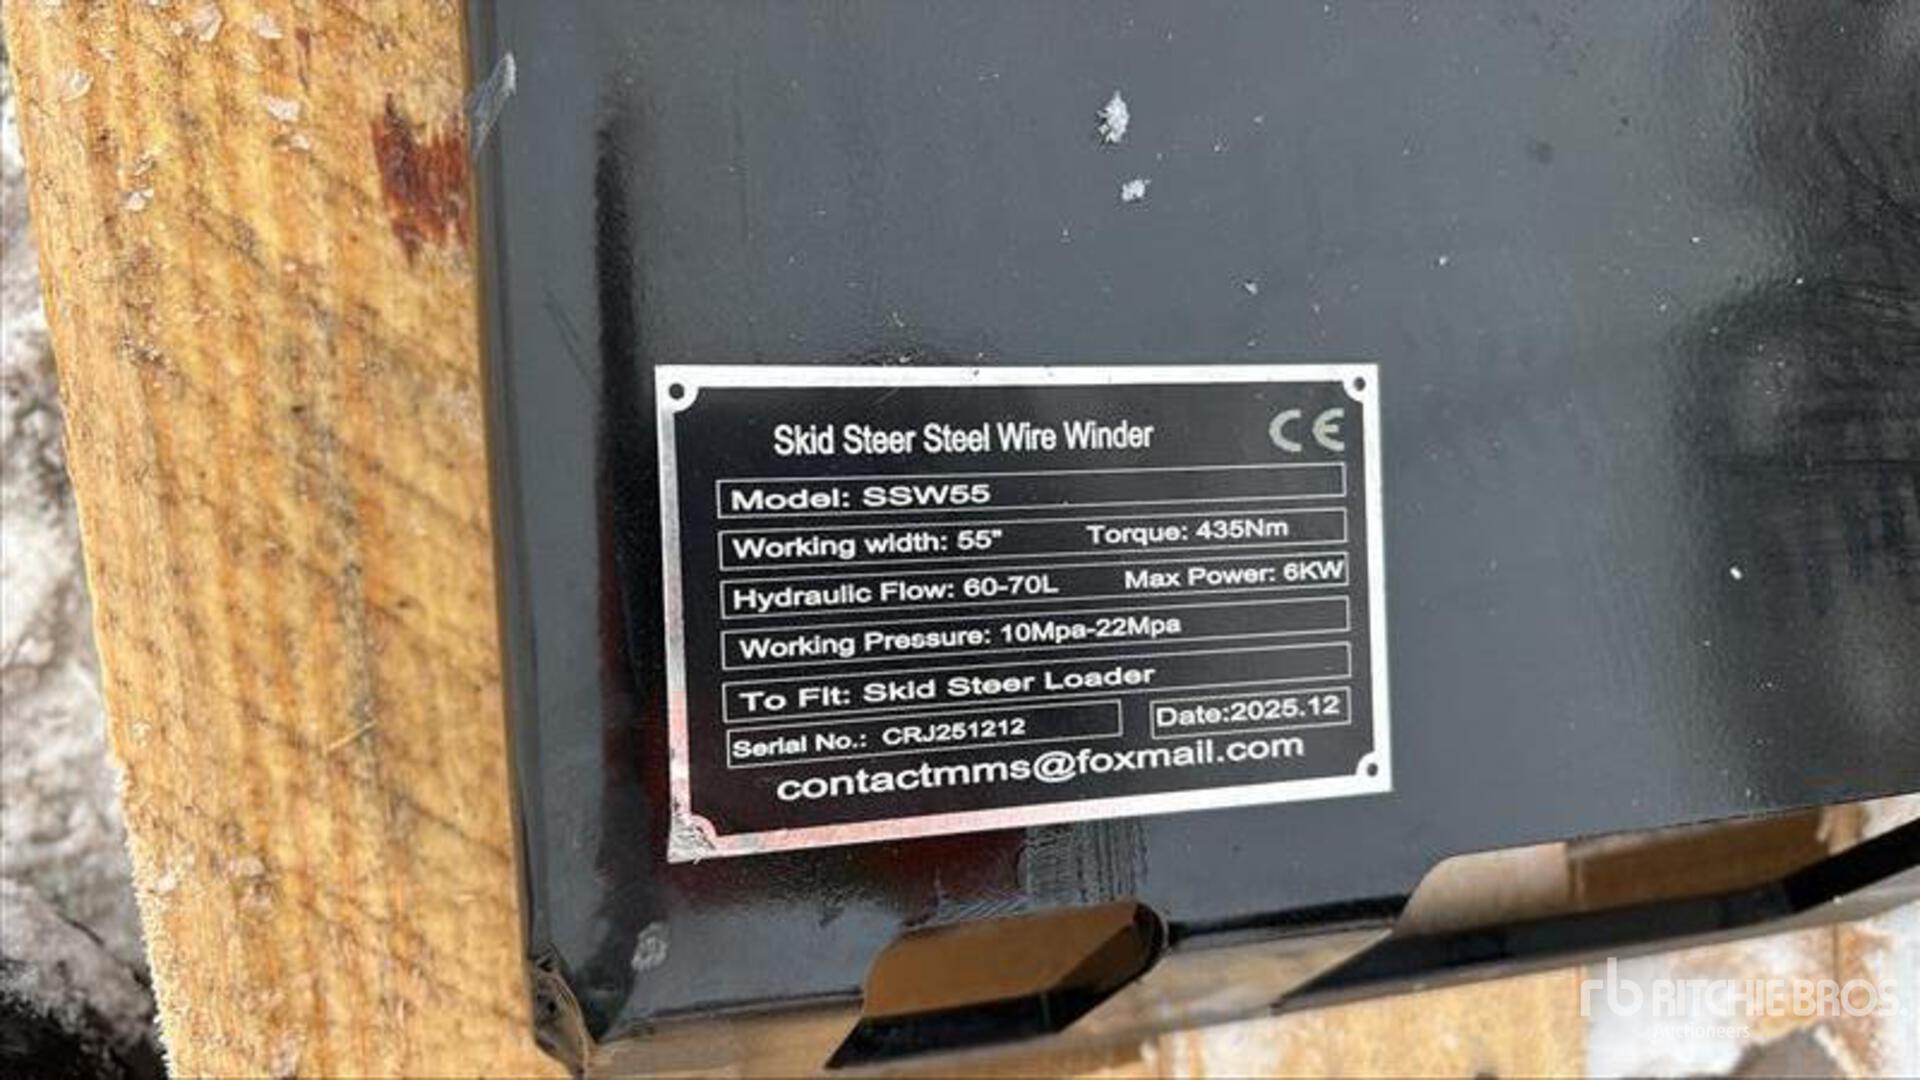 Skid Steer Steel Wire Winder CE
Model: SSW55
Working width: 55" Torque: 435Nm
Hydraulic Flow: 60-70L Max Power: 6KW
Working Pressure: 10Mpa-22Mpa
To Fit: Skid Steer Loader
Serial No.: CRJ251212 Date:2025.12
contactmms@foxmail.com
rb RITCHIE BROS.
Auctioneers